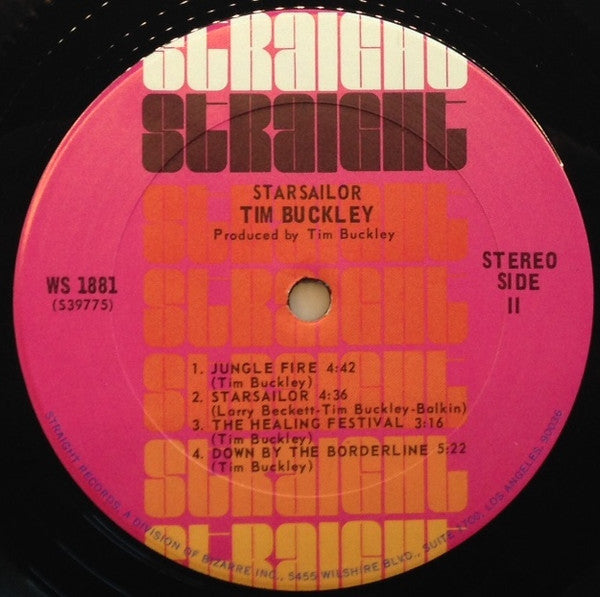 STRAIGHT
STRAIGHT
STRAIGHT
STARSAILOR
TIM BUCKLEY
Produced by Tim Buckley
STRAIGHT
WS 1881
(S39775)
STEREO
SIDE
II
STRAIGHT
1. JUNGLE FIRE 4:42
(Tim Buckley)
2. STARSAILOR 4:36
(Larry Beckett-Tim Buckley-Balkin)
3. THE HEALING FESTIVAL 3:16
(Tim Buckley)
4. DOWN BY THE BORDERLINE 5:22
(Tim Buckley)
STRAIGHT
STRAIGHT
STRAIGHT RECORDS, A DIVISION OF BIZARRE INC., 5455 WILSHIRE BLVD., SUITE 1700, LOS ANGELES, 90036